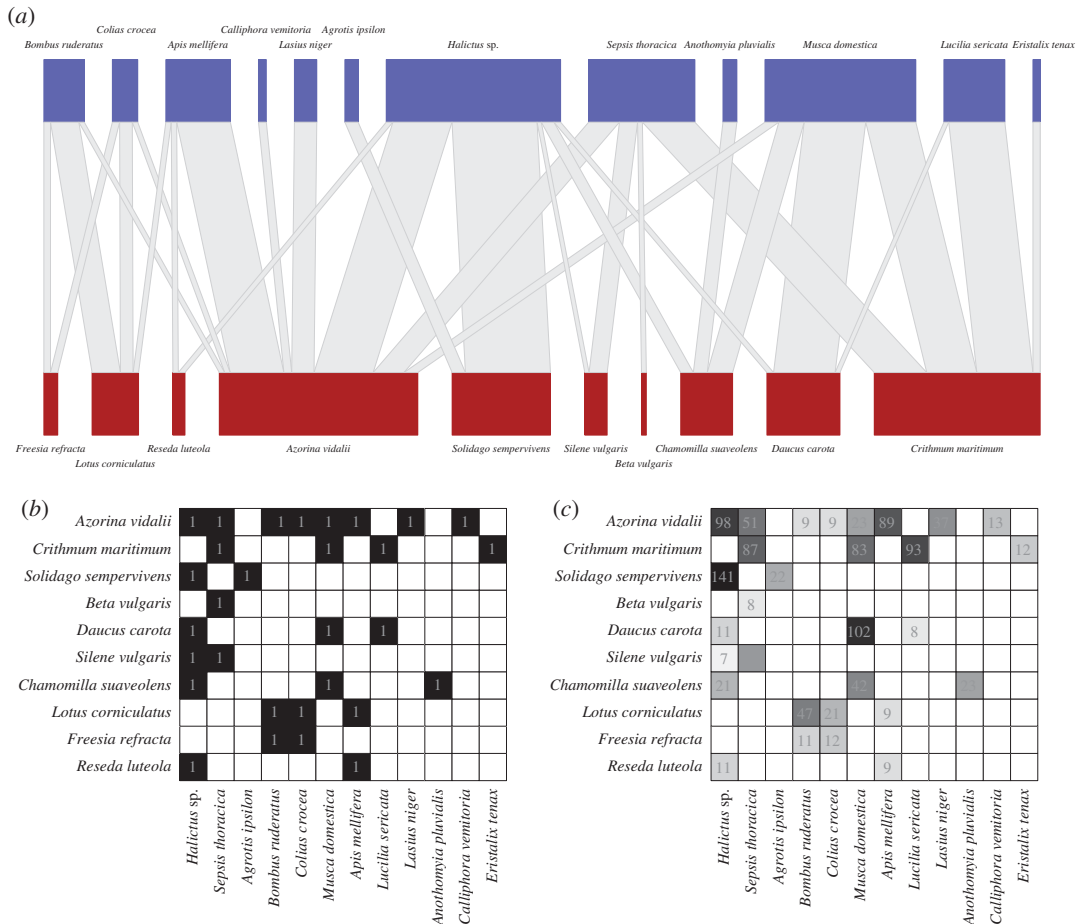 (a)
Colias crocea Calliphora vemitoria Agrotis ipsilon
Bombus ruderatus Apis mellifera Lasius niger Halictus sp. Sepsis thoracica Anothomyia pluvialis Musca domestica Lucilia sericata Eristalix tenax
Freesia refracta Reseda luteola Azorina vidalii Solidago sempervivens Silene vulgaris Chamomilla suaveolens Daucus carota Crithmum maritimum
Lotus corniculatus Beta vulgaris
(b)
Azorina vidalii 1 1 1 1 1 1 1 1
Crithmum maritimum 1 1 1 1
Solidago sempervivens 1 1
Beta vulgaris 1
Daucus carota 1 1 1
Silene vulgaris 1 1
Chamomilla suaveolens 1 1 1
Lotus corniculatus 1 1 1
Freesia refracta 1 1
Reseda luteola 1 1
Halictus sp.
Sepsis thoracica
Agrotis ipsilon
Bombus ruderatus
Colias crocea
Musca domestica
Apis mellifera
Lucilia sericata
Lasius niger
Anothomyia pluvialis
Calliphora vemitoria
Eristalix tenax
(c)
Azorina vidalii 98 51 9 9 89 13
Crithmum maritimum 87 83 93 12
Solidago sempervivens 141 22
Beta vulgaris 8
Daucus carota 11 102 8
Silene vulgaris 7
Chamomilla suaveolens 21 42 23
Lotus corniculatus 47 21 9
Freesia refracta 11 12
Reseda luteola 11 9
Halictus sp.
Sepsis thoracica
Agrotis ipsilon
Bombus ruderatus
Colias crocea
Musca domestica
Apis mellifera
Lucilia sericata
Lasius niger
Anothomyia pluvialis
Calliphora vemitoria
Eristalix tenax